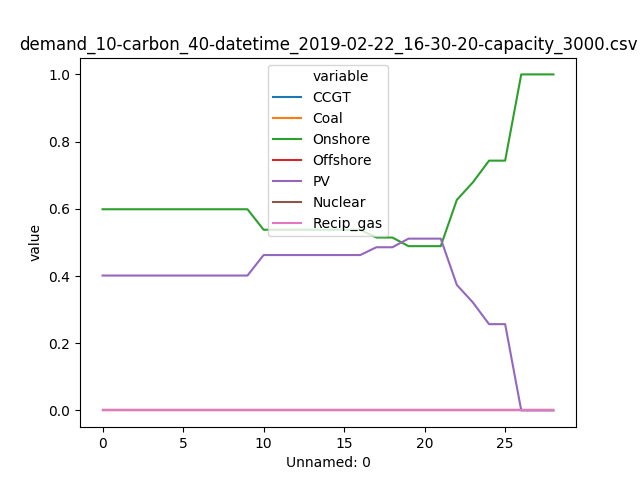 demand_10-carbon_40-datetime_2019-02-22_16-30-20-capacity_3000.csv
variable
CCGT
Coal
Onshore
Offshore
PV
Nuclear
Recip_gas
value
1.0
0.8
0.6
0.4
0.2
0.0
0 5 10 15 20 25
Unnamed: 0